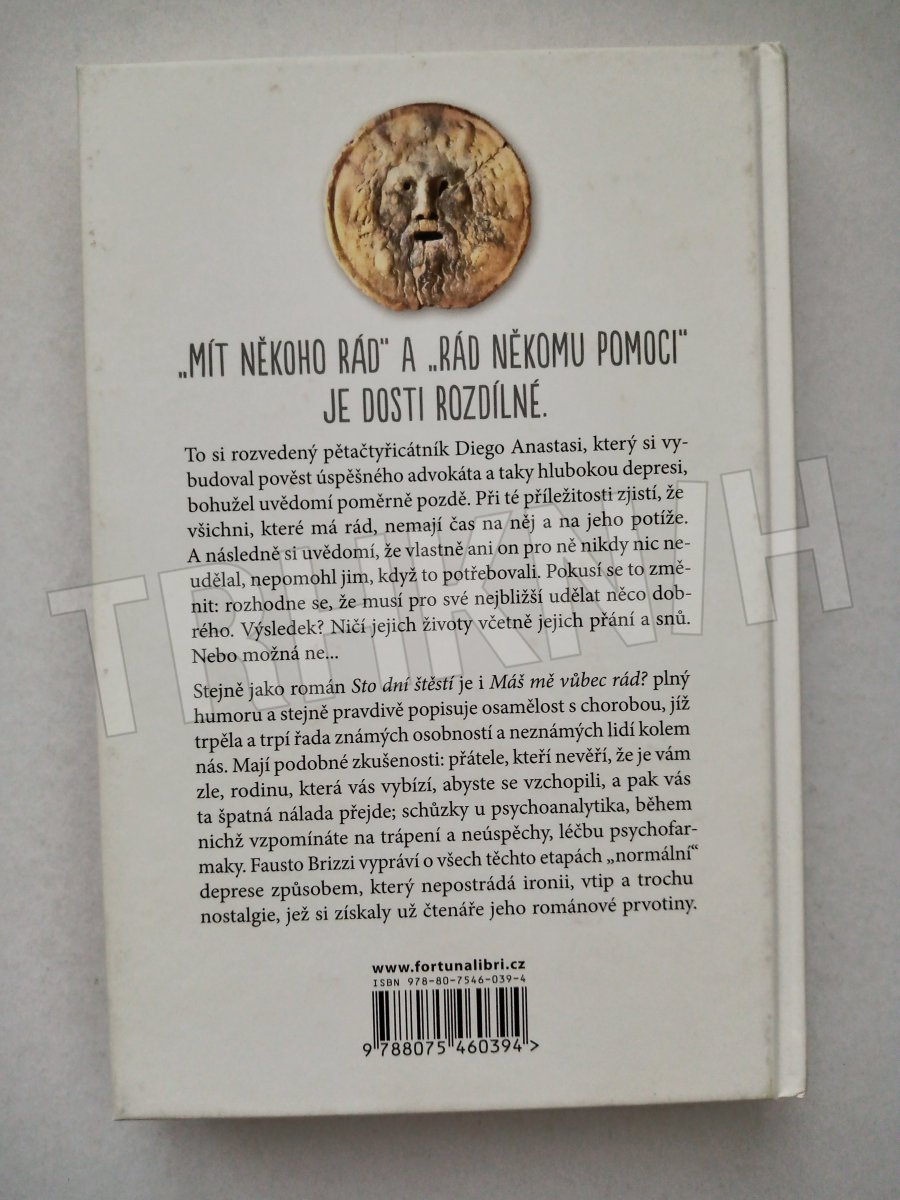 „MÍT NĚKOHO RÁD" A „RÁD NĚKOMU POMOCI"
JE DOSTI ROZDÍLNÉ.
To si rozvedený pětačtyřicátník Diego Anastasi, který si vy-
budoval pověst úspěšného advokáta a taky hlubokou depresi,
bohužel uvědomí poměrně pozdě. Při té příležitosti zjistí, že
všichni, které má rád, nemají čas na něj a na jeho potíže.
A následně si uvědomí, že vlastně ani on pro ně nikdy nic ne-
udělal, nepomohl jim, když to potřebovali. Pokusí se to změ-
nit: rozhodne se, že musí pro své nejbližší udělat něco dob-
rého. Výsledek? Ničí jejich životy včetně jejich přání a snů.
Nebo možná ne...
Stejně jako román Sto dní štěstí je i Máš mě vůbec rád? plný
humoru a stejně pravdivě popisuje osamělost s chorobou, jíž
trpěla a trpí řada známých osobností a neznámých lidí kolem
nás. Mají podobné zkušenosti: přátele, kteří nevěří, že je vám
zle, rodinu, která vás vybízí, abyste se vzchopili, a pak vás
ta špatná nálada přejde; schůzky u psychoanalytika, během
nichž vzpomínáte na trápení a neúspěchy, léčbu psychofar-
maky. Fausto Brizzi vypráví o všech těchto etapách „normální“
deprese způsobem, který nepostrádá ironii, vtip a trochu
nostalgie, jež si získaly už čtenáře jeho románové prvotiny.
www.fortunalibri.cz
ISBN 978-80-7546-039-4
9 788075 460394 >
TRHKNIH